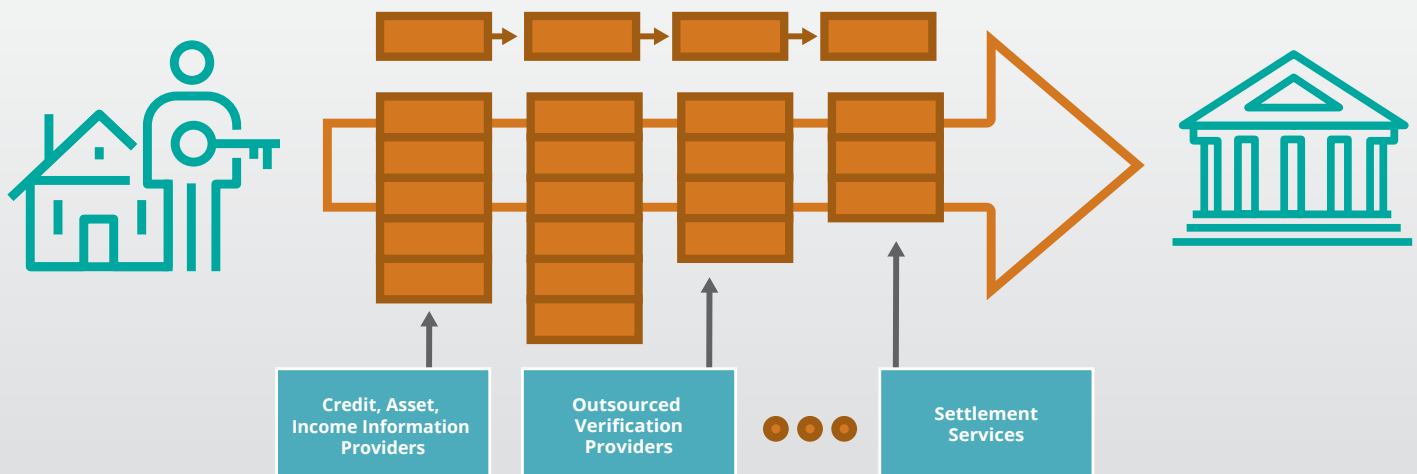 Credit, Asset,
Income Information
Providers
Outsourced
Verification
Providers
Settlement
Services